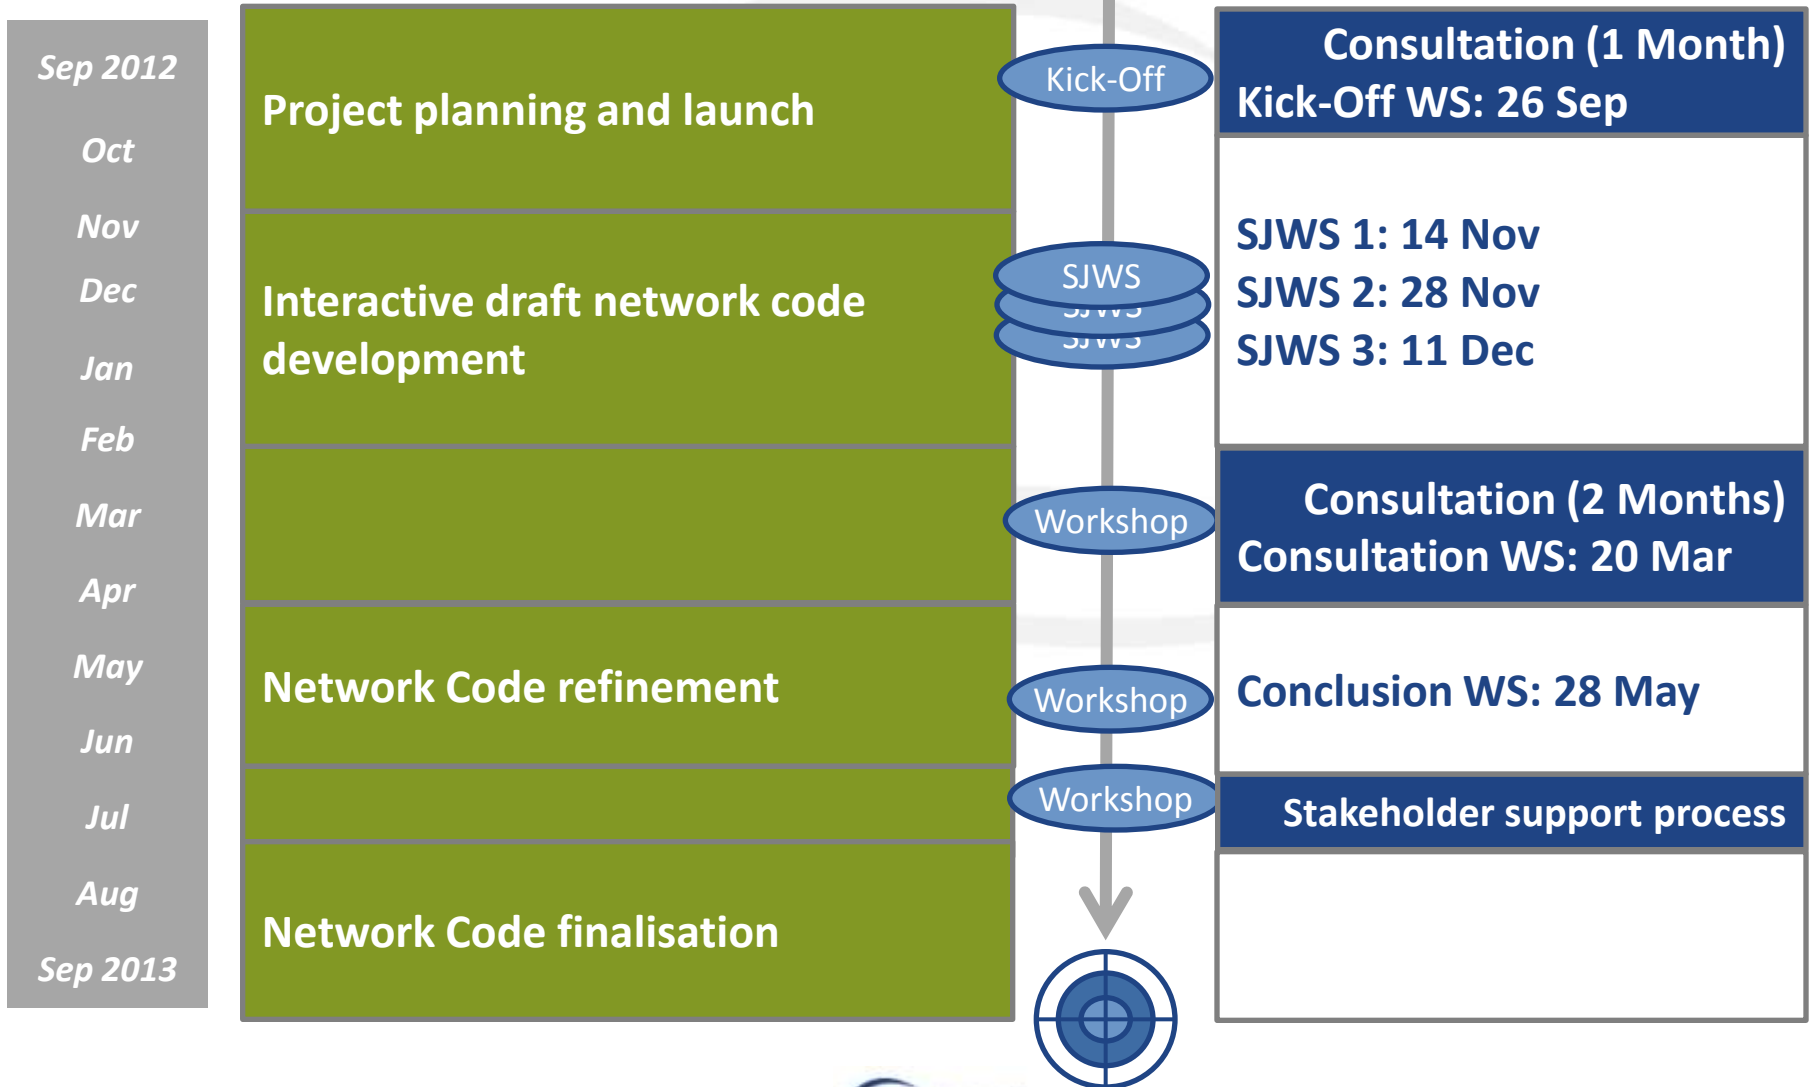 Sep 2012
Oct
Nov
Dec
Jan
Feb
Mar
Apr
May
Jun
Jul
Aug
Sep 2013
Project planning and launch
Interactive draft network code
development
Network Code refinement
Network Code finalisation
Kick-Off
SJWS
SJWS
SJWS
Workshop
Workshop
Workshop
Consultation (1 Month)
Kick-Off WS: 26 Sep
SJWS 1: 14 Nov
SJWS 2: 28 Nov
SJWS 3: 11 Dec
Consultation (2 Months)
Consultation WS: 20 Mar
Conclusion WS: 28 May
Stakeholder support process